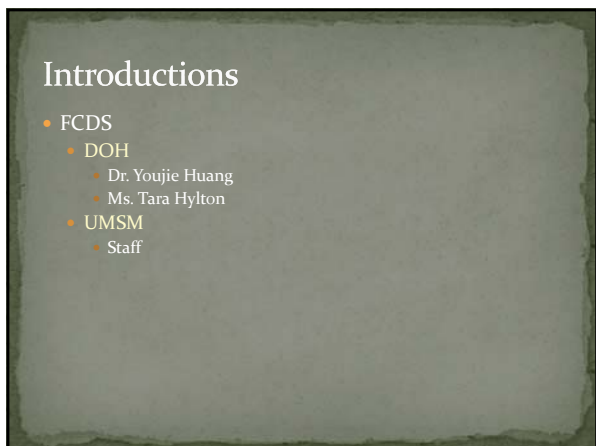 Introductions
• FCDS
• DOH
• Dr. Youjie Huang
• Ms. Tara Hylton
• UMSM
• Staff